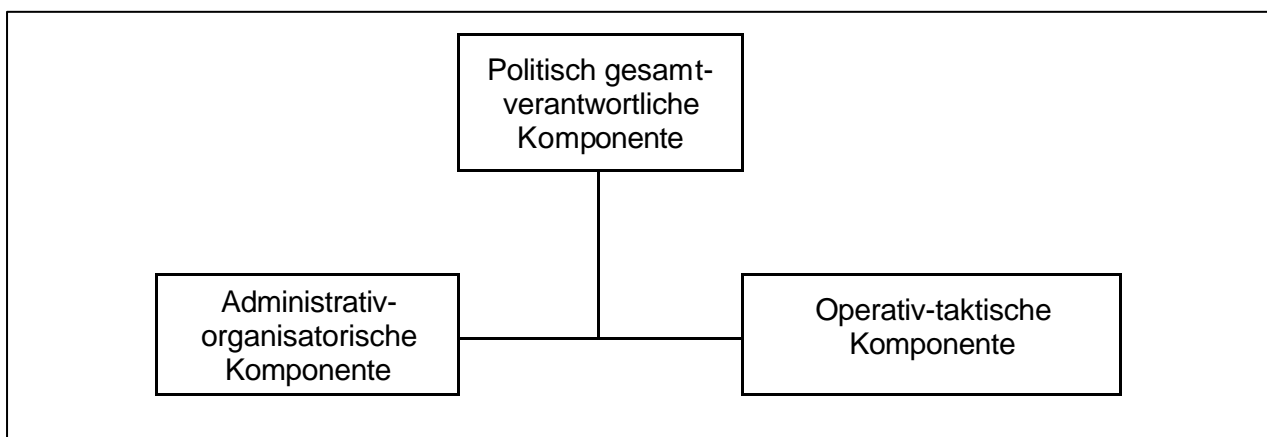 Politisch gesamt-
verantwortliche
Komponente
Administrativ-
organisatorische
Komponente
Operativ-taktische
Komponente